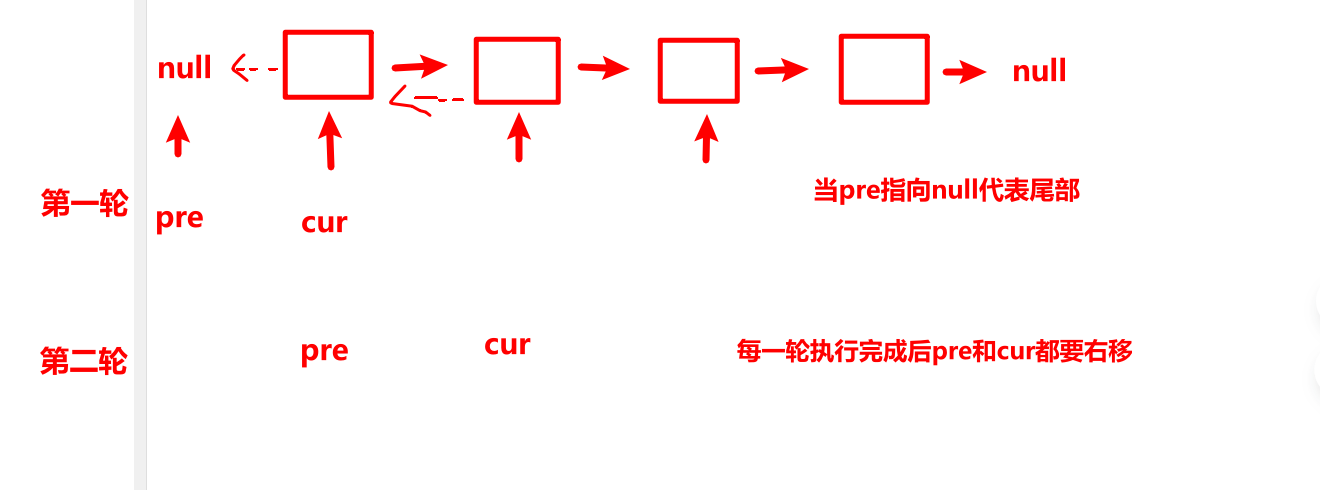 null
null
第一轮
pre
cur
当pre指向null代表尾部
第二轮
pre
cur
每一轮执行完成后pre和cur都要右移